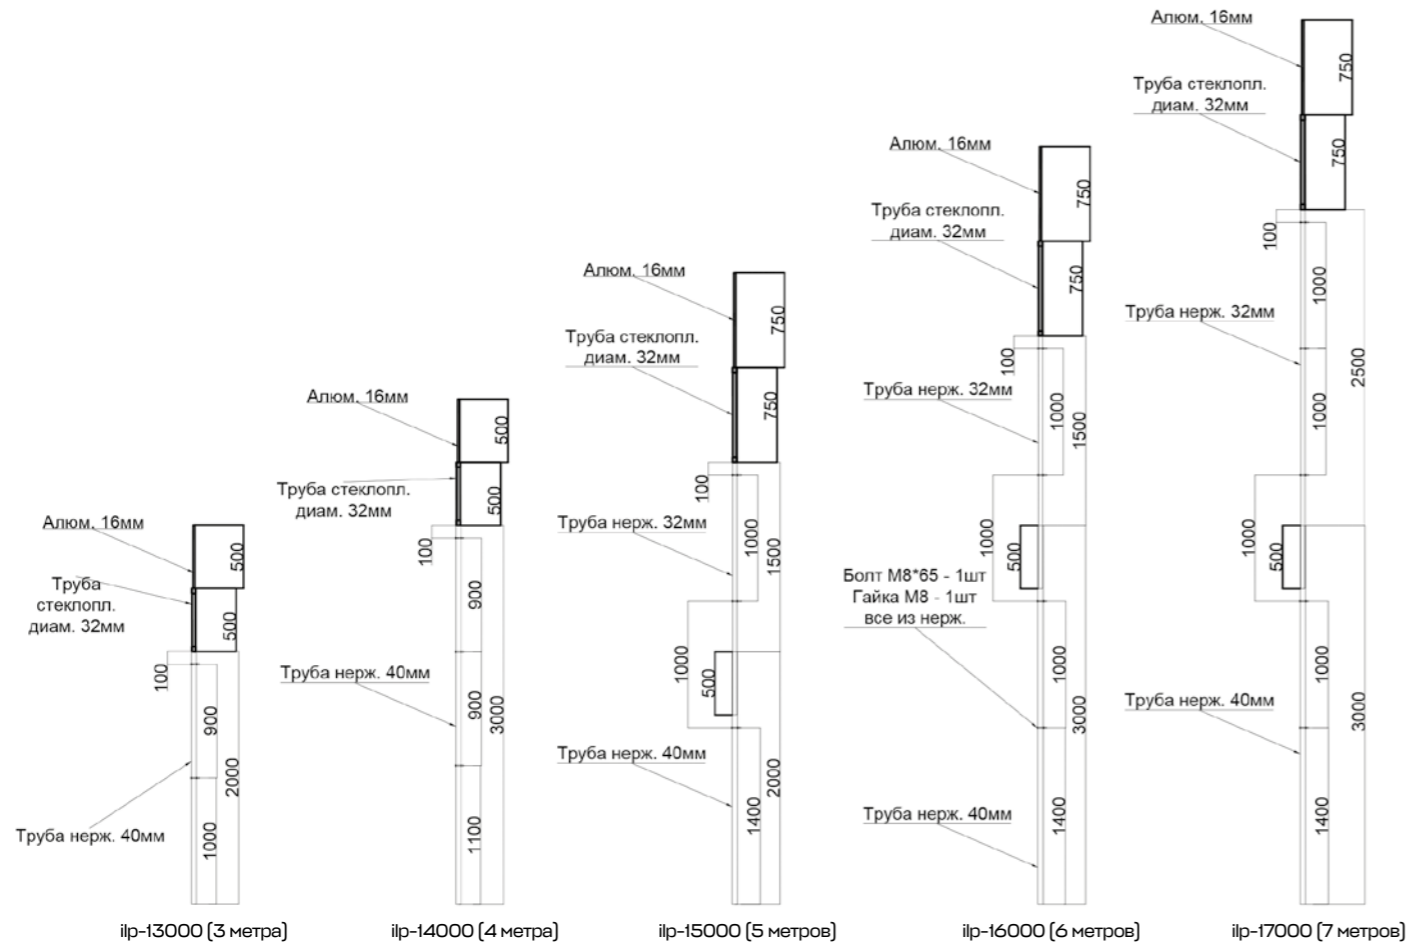 Алюм. 16мм
Труба
стеклопл.
диам. 32мм
500
500
100
900
2000
Труба нерж. 40мм
1000
ilp-13000 (3 метра)
Алюм. 16мм
500
Труба стеклопл.
диам. 32мм
500
100
900
Труба нерж. 40мм
900
3000
1100
ilp-14000 (4 метра)
Алюм. 16мм
750
Труба стеклопл.
диам. 32мм
750
100
Труба нерж. 32мм
1000
1500
1000
500
Труба нерж. 40мм
2000
1400
ilp-15000 (5 метров)
Алюм. 16мм
750
Труба стеклопл.
диам. 32мм
750
100
Труба нерж. 32мм
1000
1500
1000
500
Болт М8*65 - 1шт
Гайка М8 - 1шт
все из нерж.
1000
3000
Труба нерж. 40мм
1400
ilp-16000 (6 метров)
Алюм. 16мм
750
Труба стеклопл.
диам. 32мм
750
100
1000
Труба нерж. 32мм
2500
1000
1000
500
1000
Труба нерж. 40мм
3000
1400
ilp-17000 (7 метров)